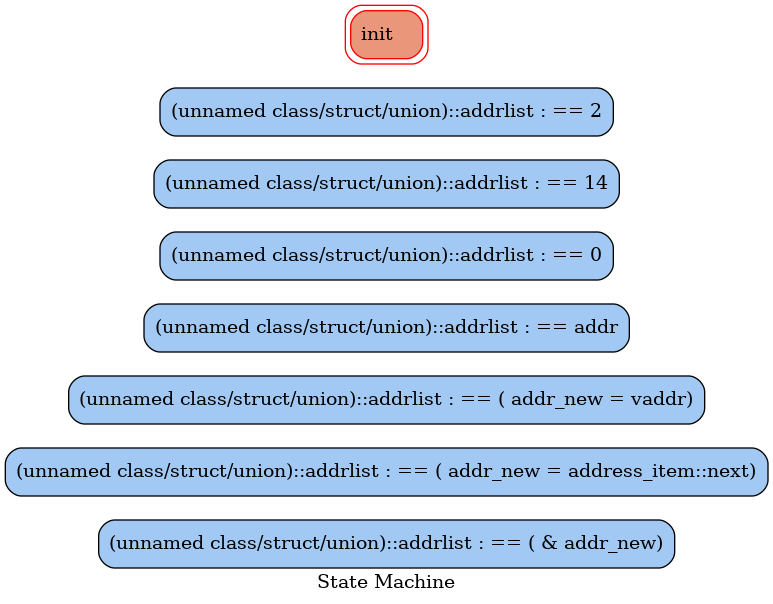 init
(unnamed class/struct/union)::addrlist : == 2
(unnamed class/struct/union)::addrlist : == 14
(unnamed class/struct/union)::addrlist : == 0
(unnamed class/struct/union)::addrlist : == addr
(unnamed class/struct/union)::addrlist : == ( addr_new = vaddr)
(unnamed class/struct/union)::addrlist : == ( addr_new = address_item::next)
(unnamed class/struct/union)::addrlist : == ( & addr_new)
State Machine